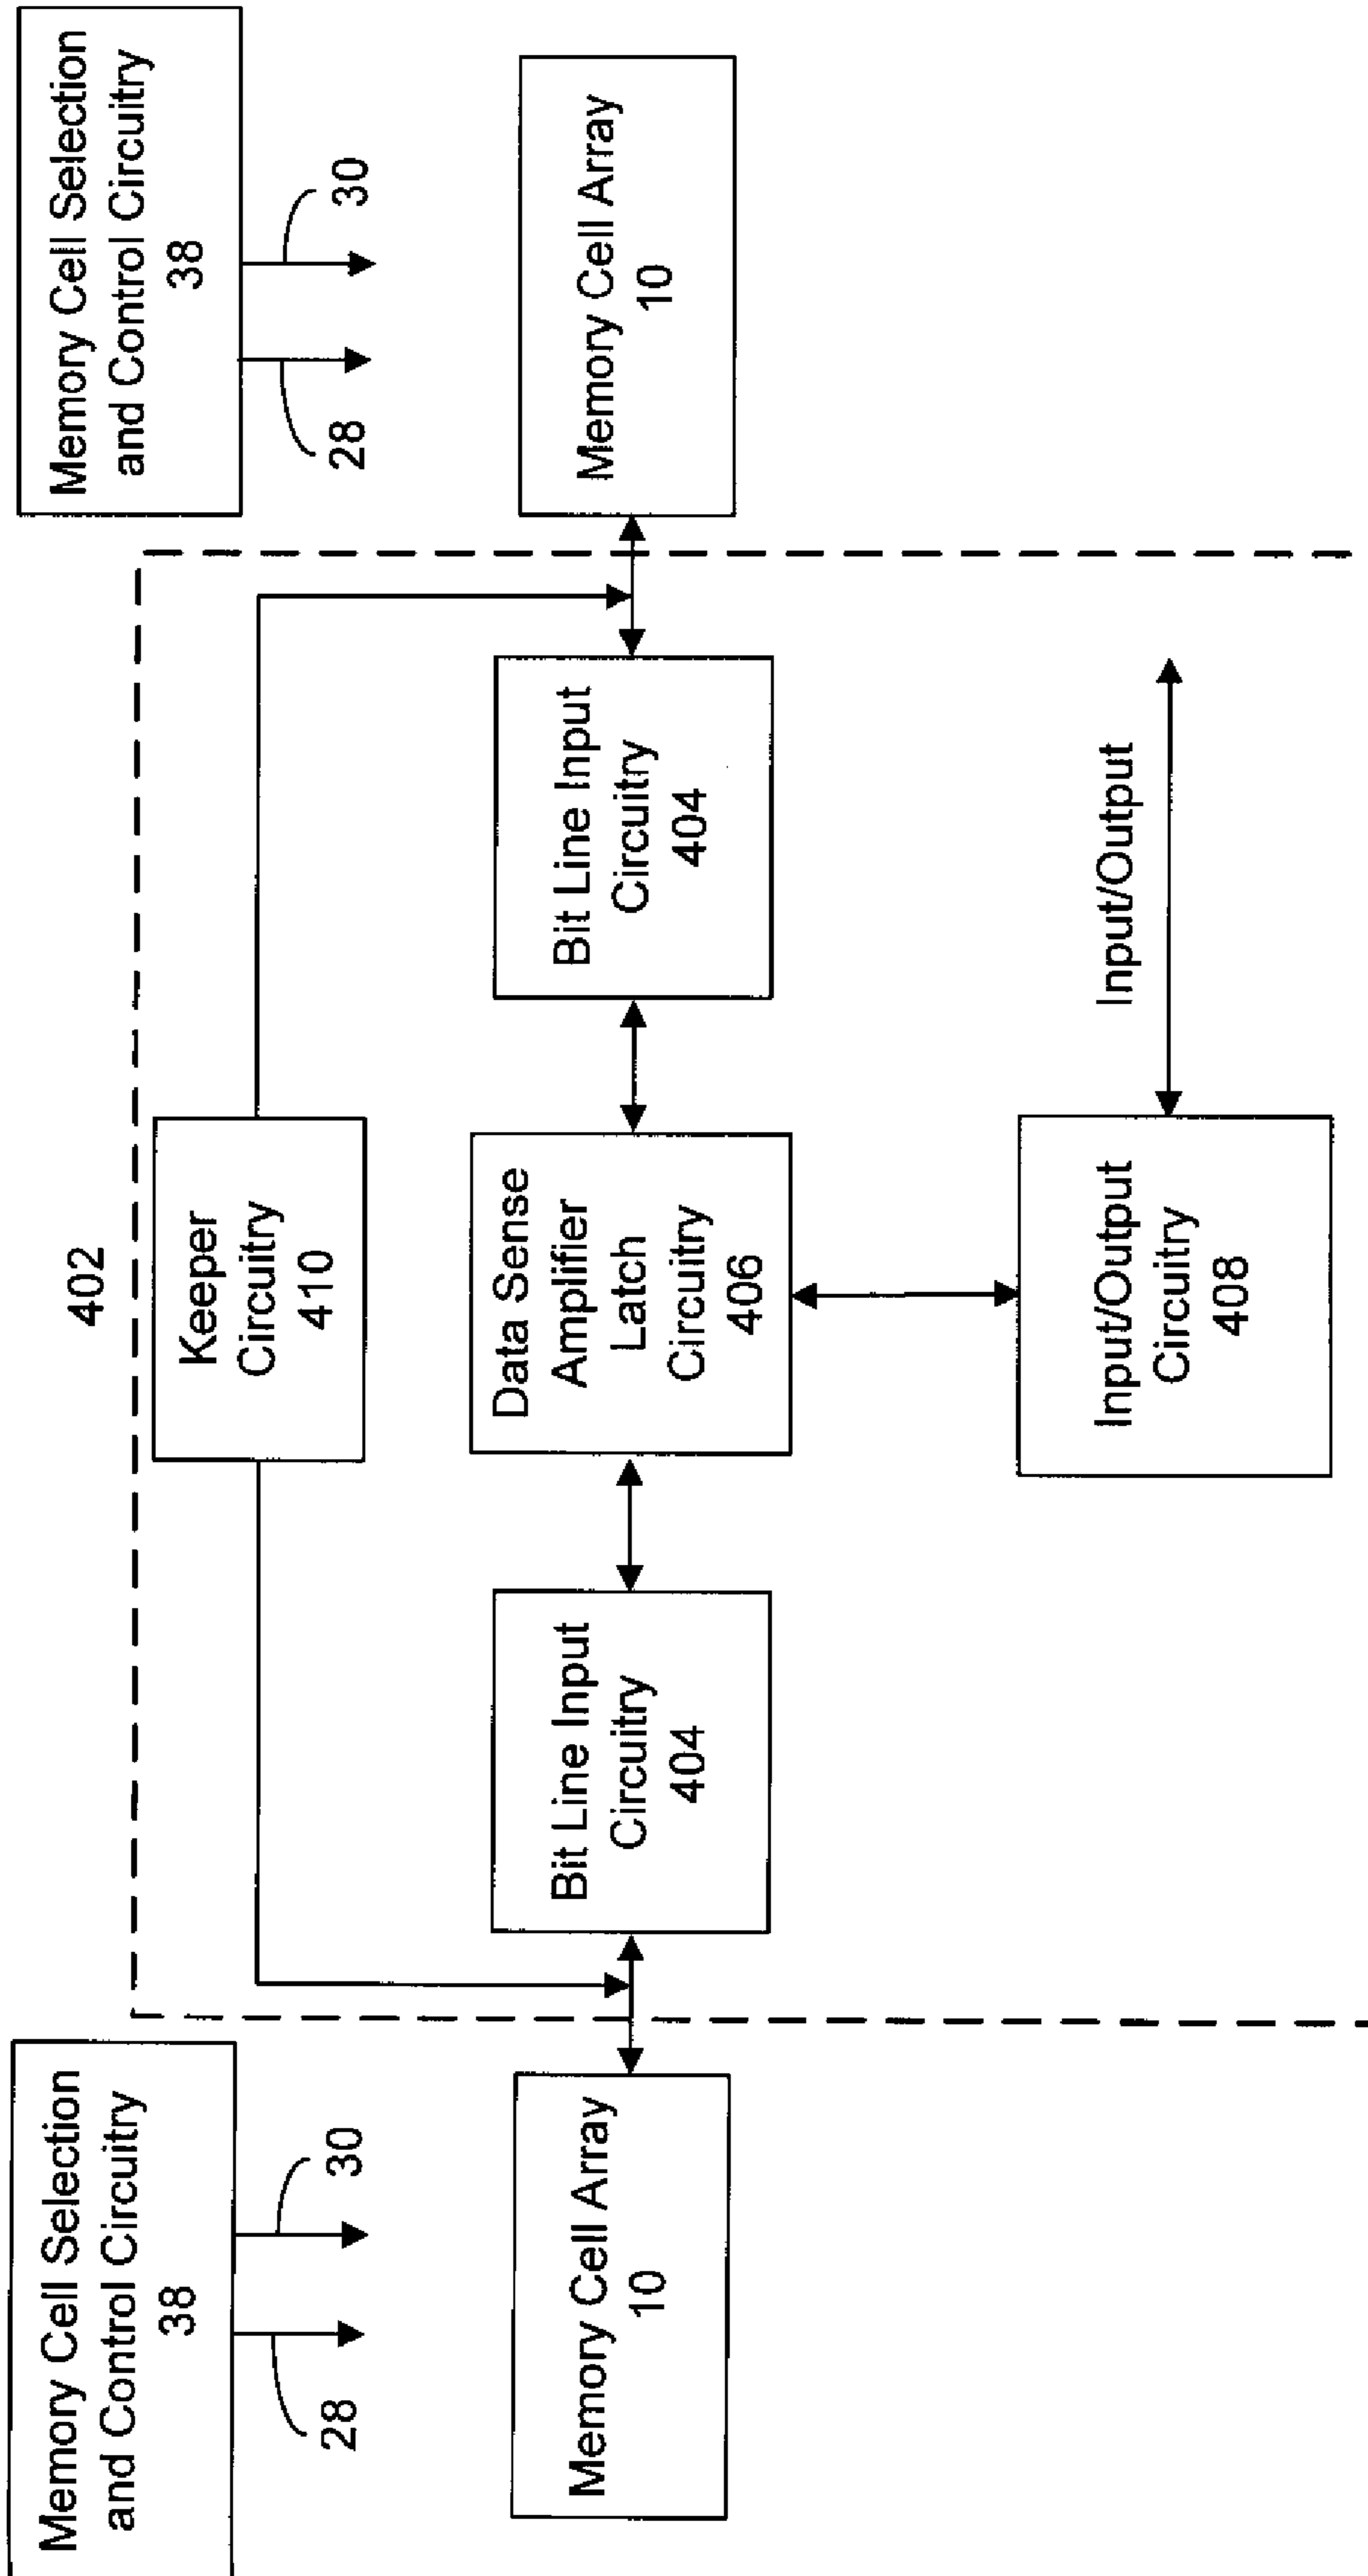 Memory Cell Selection
and Control Circuitry
38
28
30
Memory Cell Array
10
402
Keeper
Circuitry
410
Bit Line Input
Circuitry
404
Data Sense
Amplifier
Latch
Circuitry
406
Bit Line Input
Circuitry
404
Input/Output
Circuitry
408
Input/Output
Memory Cell Selection
and Control Circuitry
38
28
30
Memory Cell Array
10